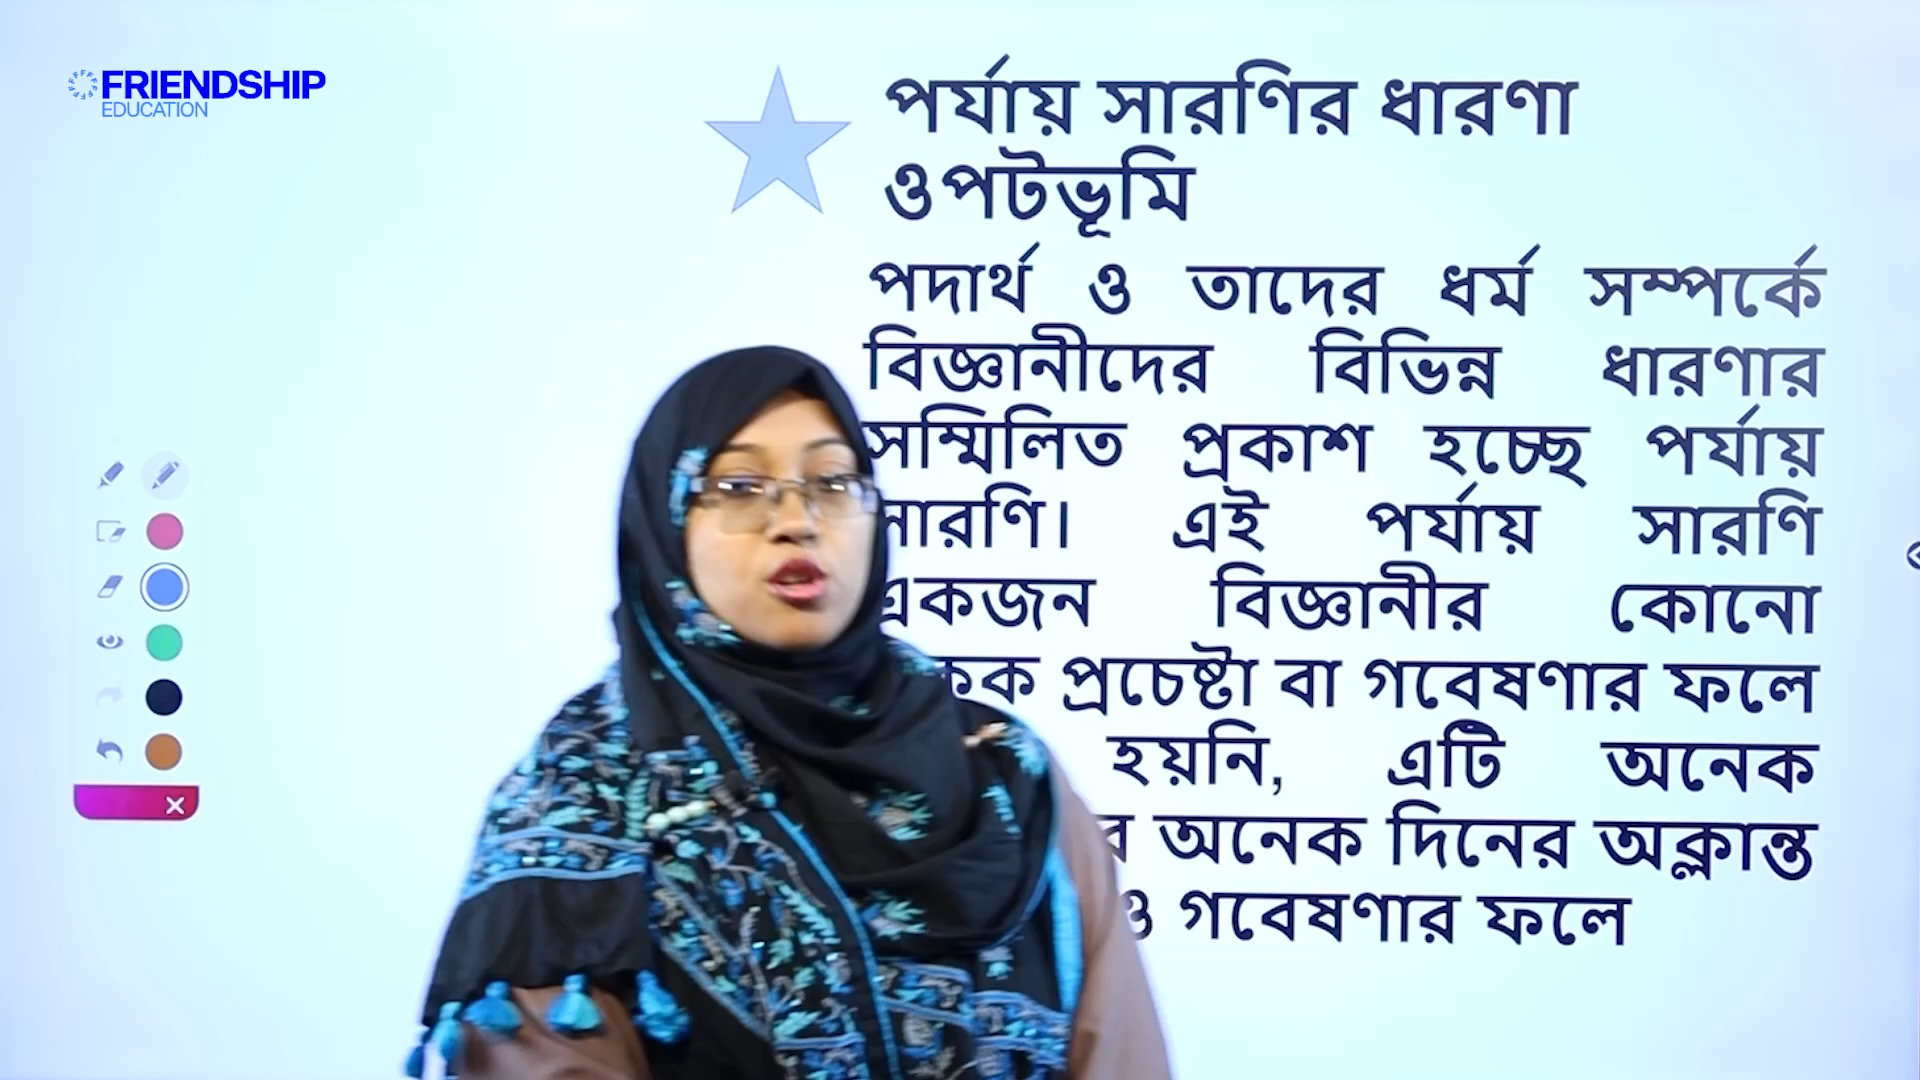 FRIENDSHIP
EDUCATION
পর্যায় সারণির ধারণা
ওপটভূমি
পদার্থ ও তাদের ধর্ম সম্পর্কে
বিজ্ঞানীদের বিভিন্ন ধারণার
সম্মিলিত প্রকাশ হচ্ছে পর্যায়
সারণি। এই পর্যায় সারণি
একজন বিজ্ঞানীর কোনো
প্রচেষ্টা বা গবেষণার ফলে
হয়নি, এটি অনেক
অনেক দিনের অক্লান্ত
ও গবেষণার ফলে